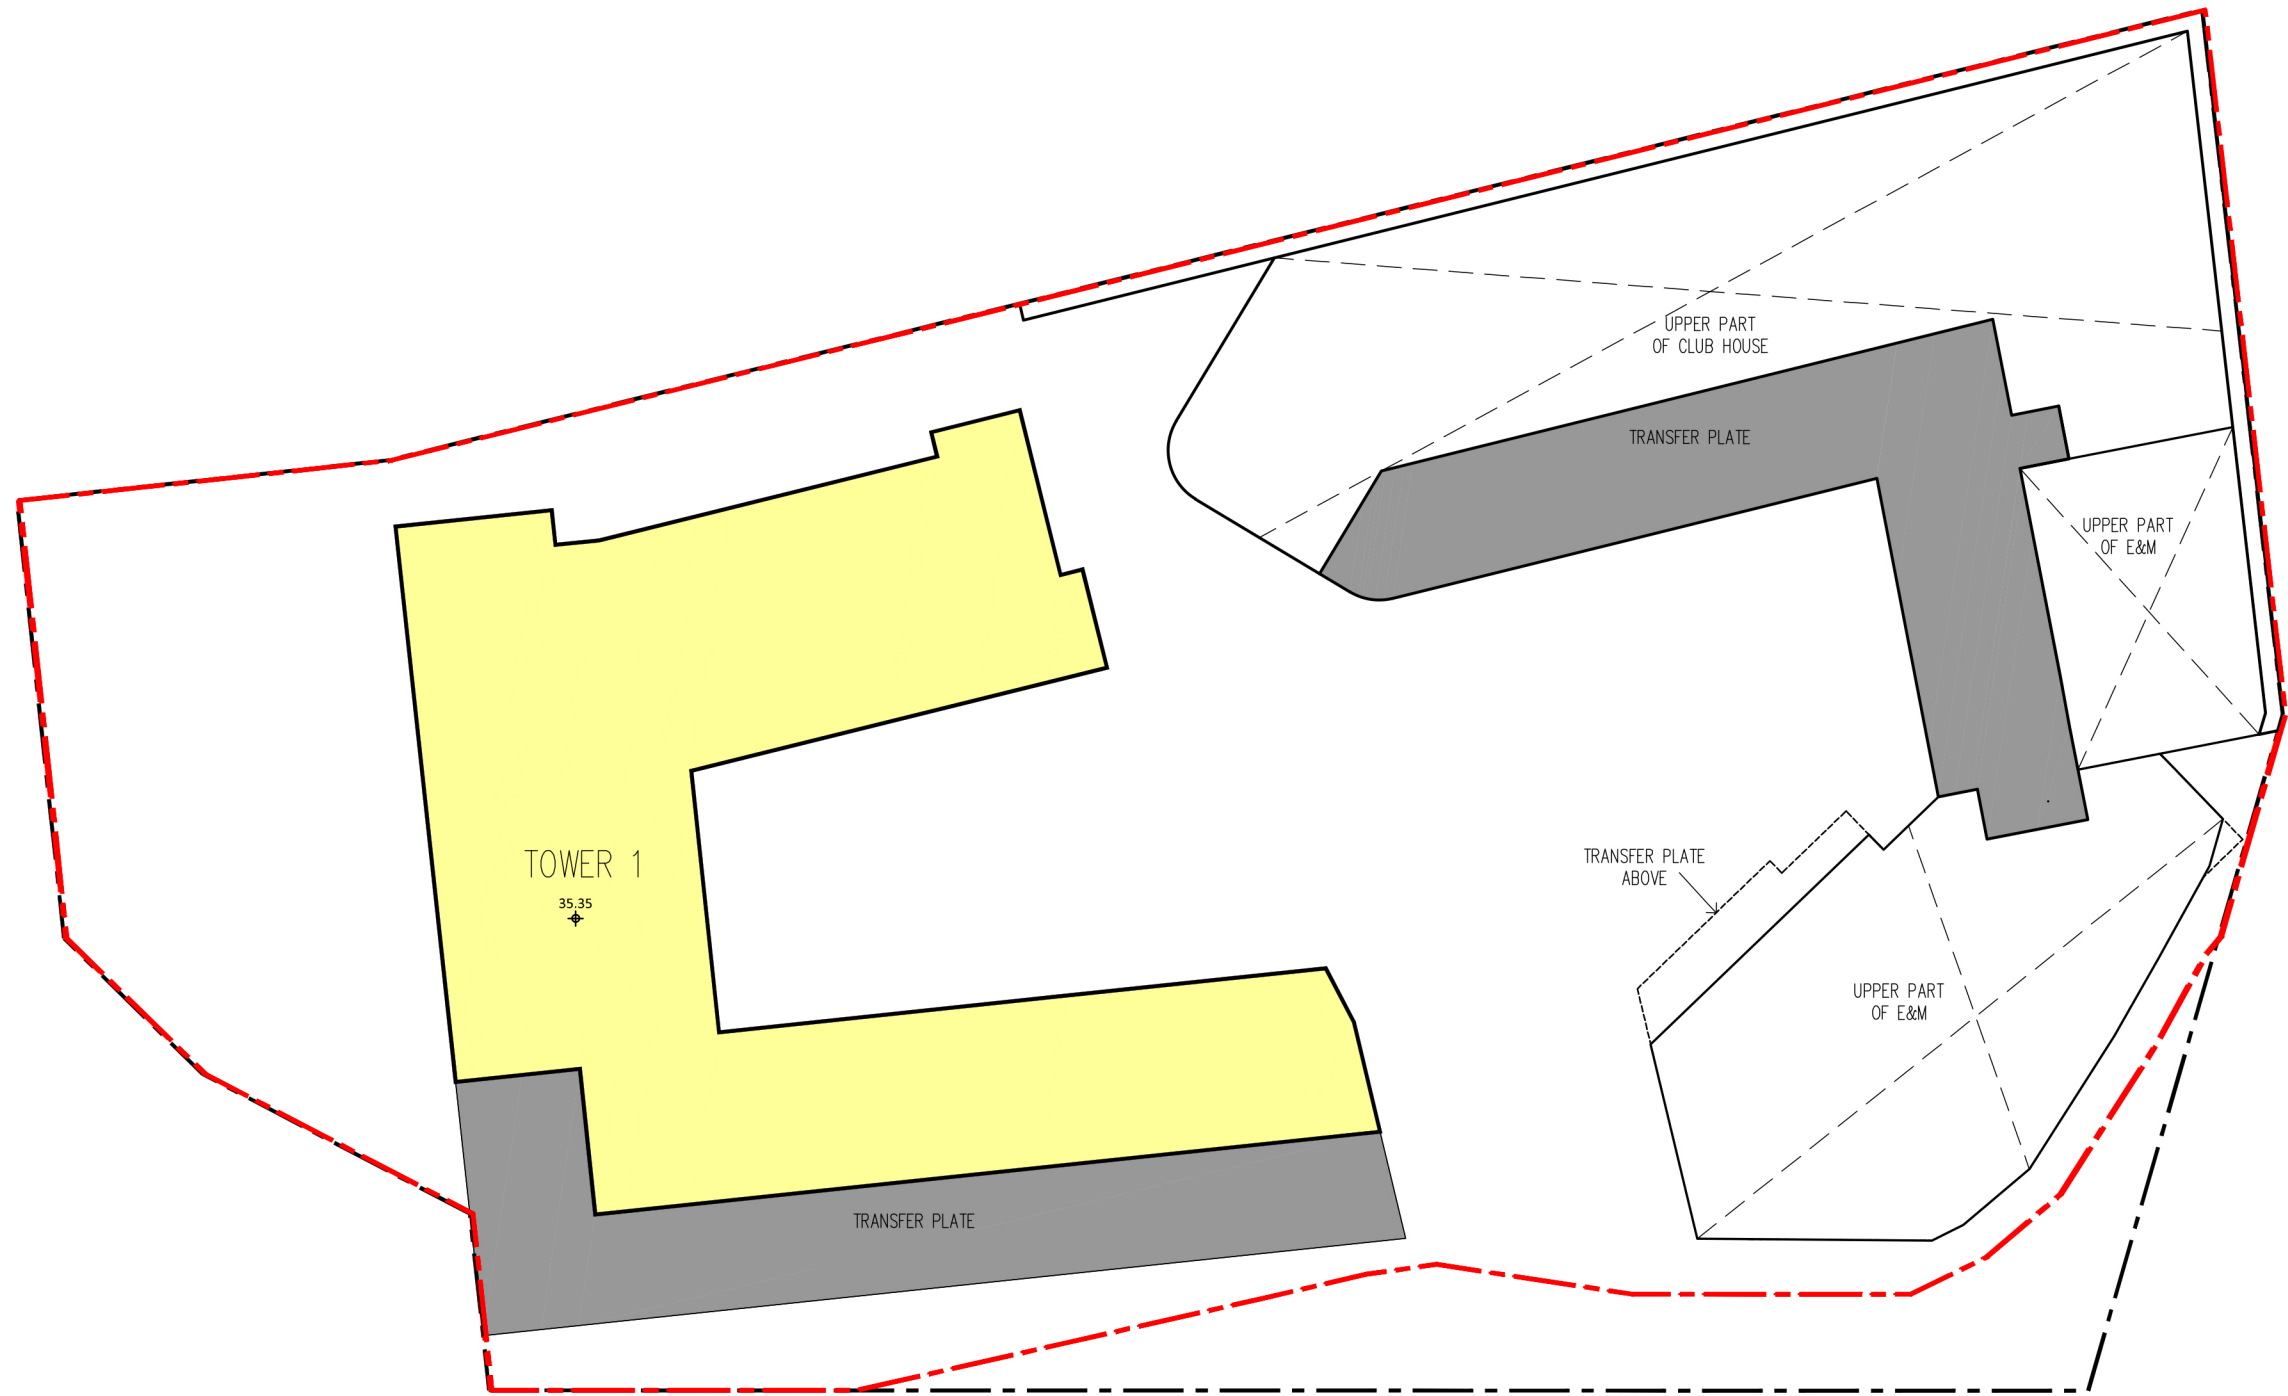 UPPER PART
OF CLUB HOUSE
TRANSFER PLATE
UPPER PART
OF E&M
TOWER 1
35.35
TRANSFER PLATE
ABOVE
UPPER PART
OF E&M
TRANSFER PLATE